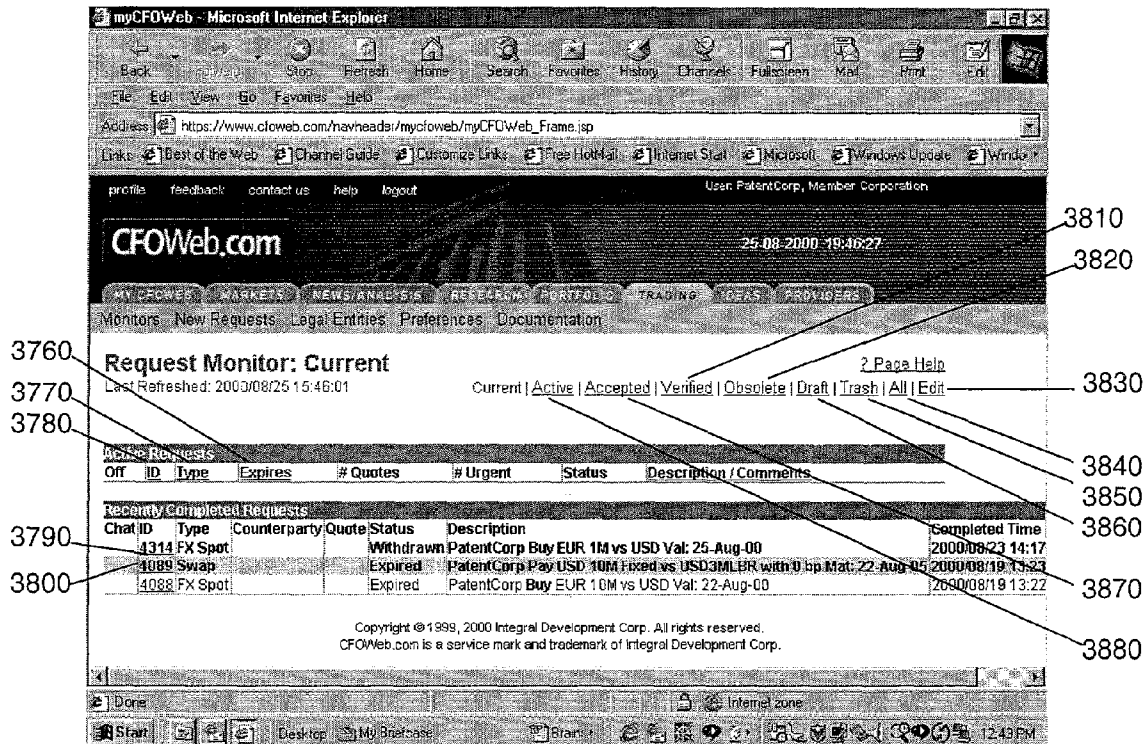 myCFOWeb - Microsoft Internet Explorer
Back Forward Stop Refresh Home Search Favorites History Channels Fullscreen Mail Print Edit
File Edit View Go Favorites Help
Address https://www.cfoweb.com/navheader/mycfoweb/myCFOWeb_Frame.jsp
Links Best of the Web Channel Guide Customize Links Free HotMail Internet Start Microsoft Windows Update Windo
profile feedback contact us help logout User: PatentCorp, Member Corporation
CFOWeb.com 25-08-2000 19:46:27
MY CFOWEB MARKETS NEWS/ANALYSIS RESEARCH PORTFOLIO TRADING IDEAS PROVIDERS
Monitors New Requests Legal Entities Preferences Documentation
Request Monitor: Current ? Page Help
Last Refreshed: 2000/08/25 15:46:01 Current | Active | Accepted | Verified | Obsolete | Draft | Trash | All | Edit
Active Requests
Off ID Type Expires # Quotes # Urgent Status Description / Comments
Recently Completed Requests
Chat ID Type Counterparty Quote Status Description Completed Time
4314 FX Spot Withdrawn PatentCorp Buy EUR 1M vs USD Val: 25-Aug-00 2000/08/23 14:17
4089 Swap Expired PatentCorp Pay USD 10M Fixed vs USD3MLBR with 0 bp Mat: 22-Aug-05 2000/08/19 13:23
4088 FX Spot Expired PatentCorp Buy EUR 10M vs USD Val: 22-Aug-00 2000/08/19 13:22
Copyright © 1999, 2000 Integral Development Corp. All rights reserved.
CFOWeb.com is a service mark and trademark of Integral Development Corp.
Done Internet zone
Start Desktop My Briefcase 12:43 PM
3760
3770
3780
3790
3800
3810
3820
3830
3840
3850
3860
3870
3880